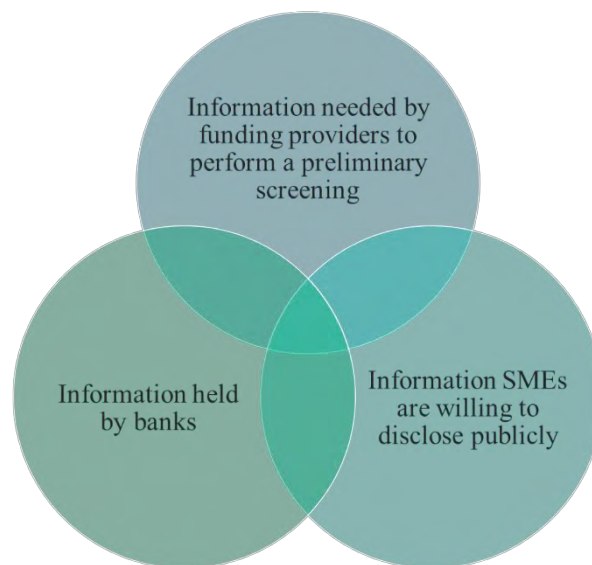 Information needed by
funding providers to
perform a preliminary
screening
Information held
by banks
Information SMEs
are willing to
disclose publicly